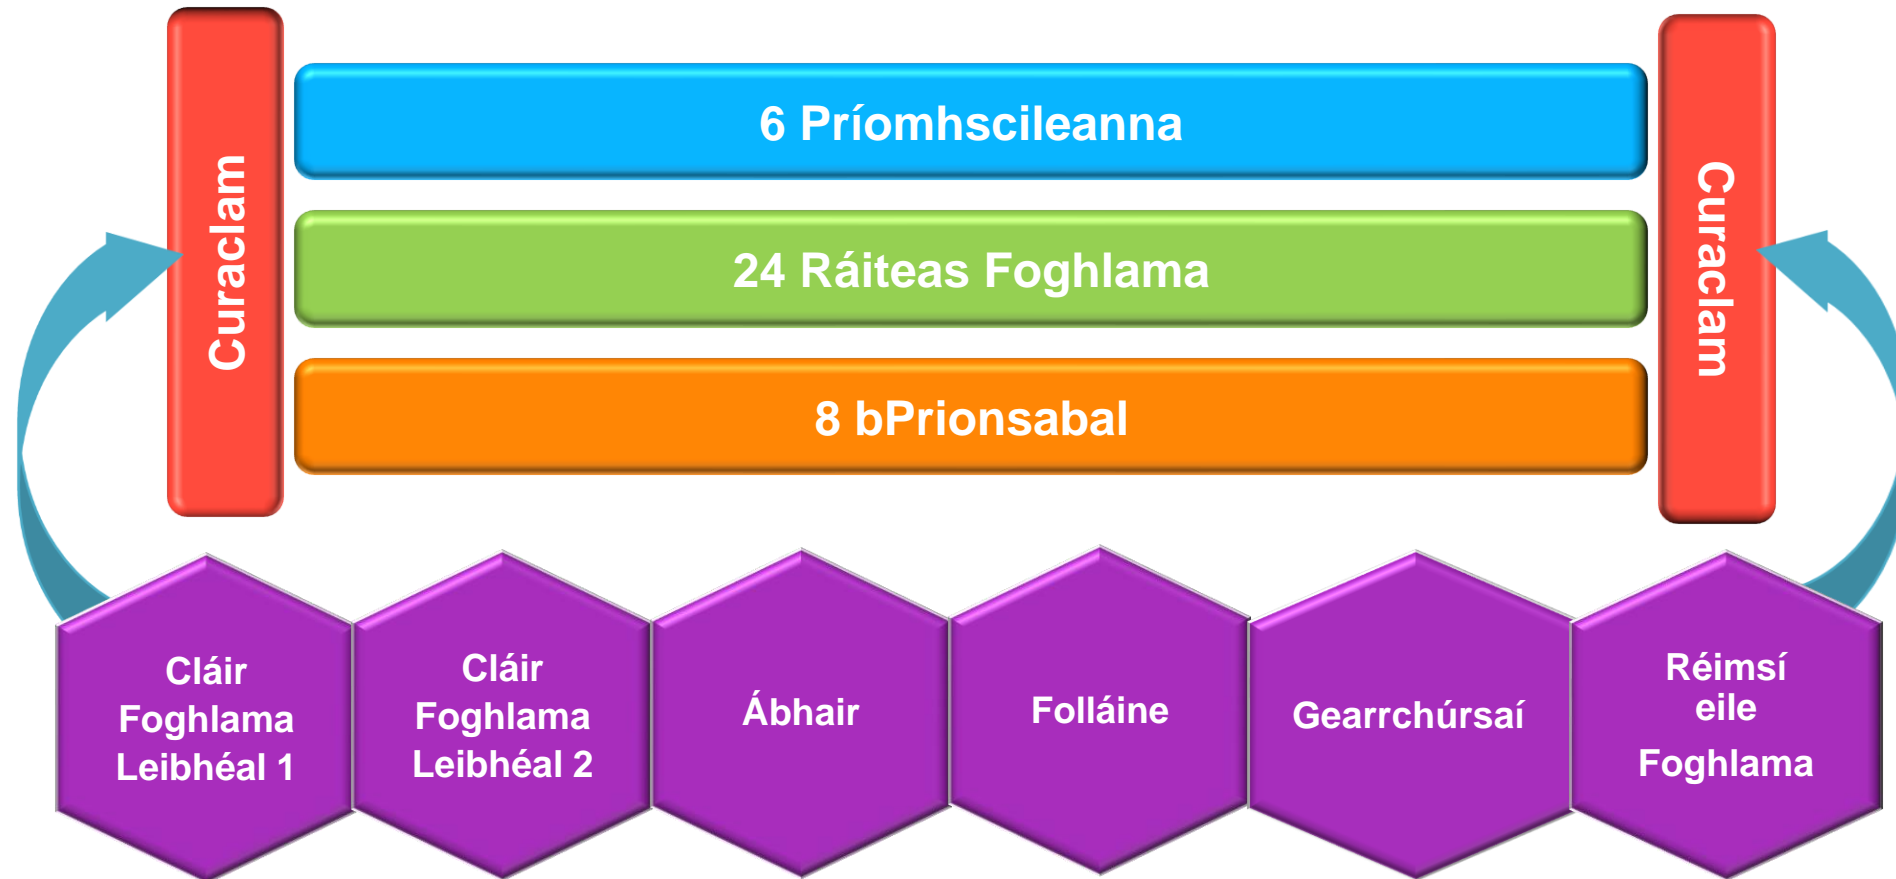 Curaclam
6 Príomhscileanna
24 Ráiteas Foghlama
8 bPrionsabal
Curaclam
Cláir
Foghlama
Leibhéal 1
Cláir
Foghlama
Leibhéal 2
Ábhair
Folláine
Gearrchúrsaí
Réimsí
eile
Foghlama